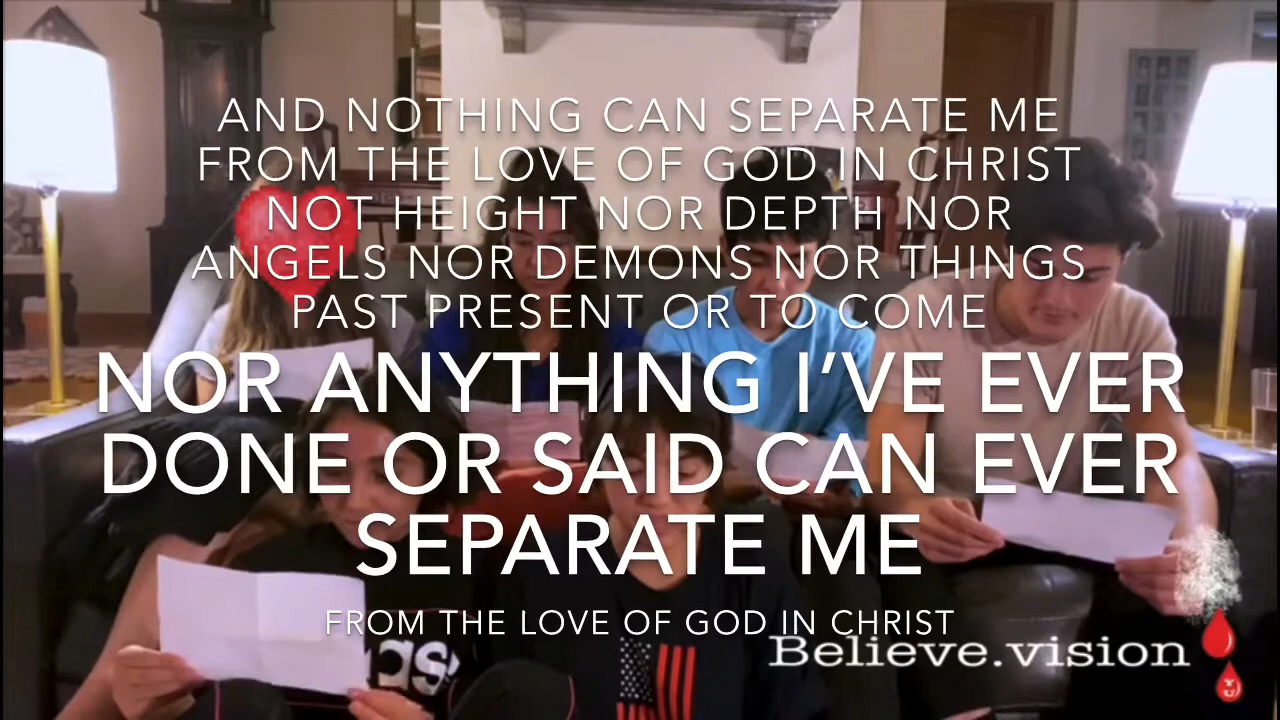 AND NOTHING CAN SEPARATE ME
FROM THE LOVE OF GOD IN CHRIST
NOT HEIGHT NOR DEPTH NOR
ANGELS NOR DEMONS NOR THINGS
PAST PRESENT OR TO COME
NOR ANYTHING I'VE EVER
DONE OR SAID CAN EVER
SEPARATE ME
FROM THE LOVE OF GOD IN CHRIST
Believe.vision